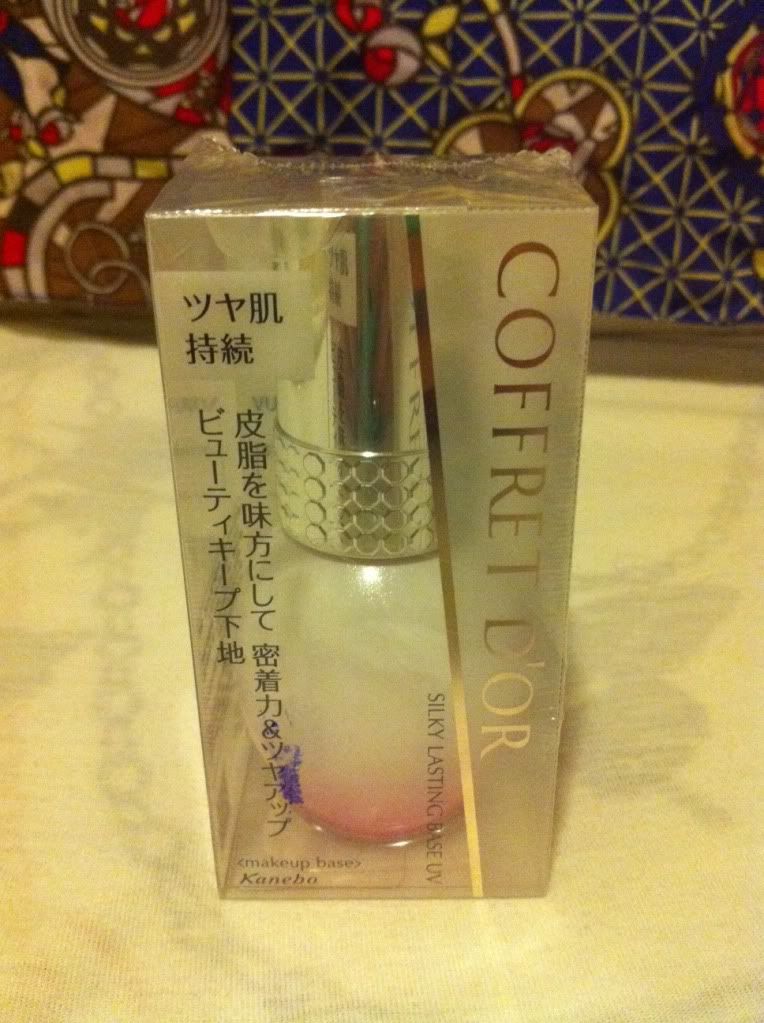 ツヤ肌
持続
皮脂を味方にして 密着力&ツヤアップ
ビューティキープ下地
COFFRET D'OR
SILKY LASTING BASE UV
<makeup base>
Kanebo